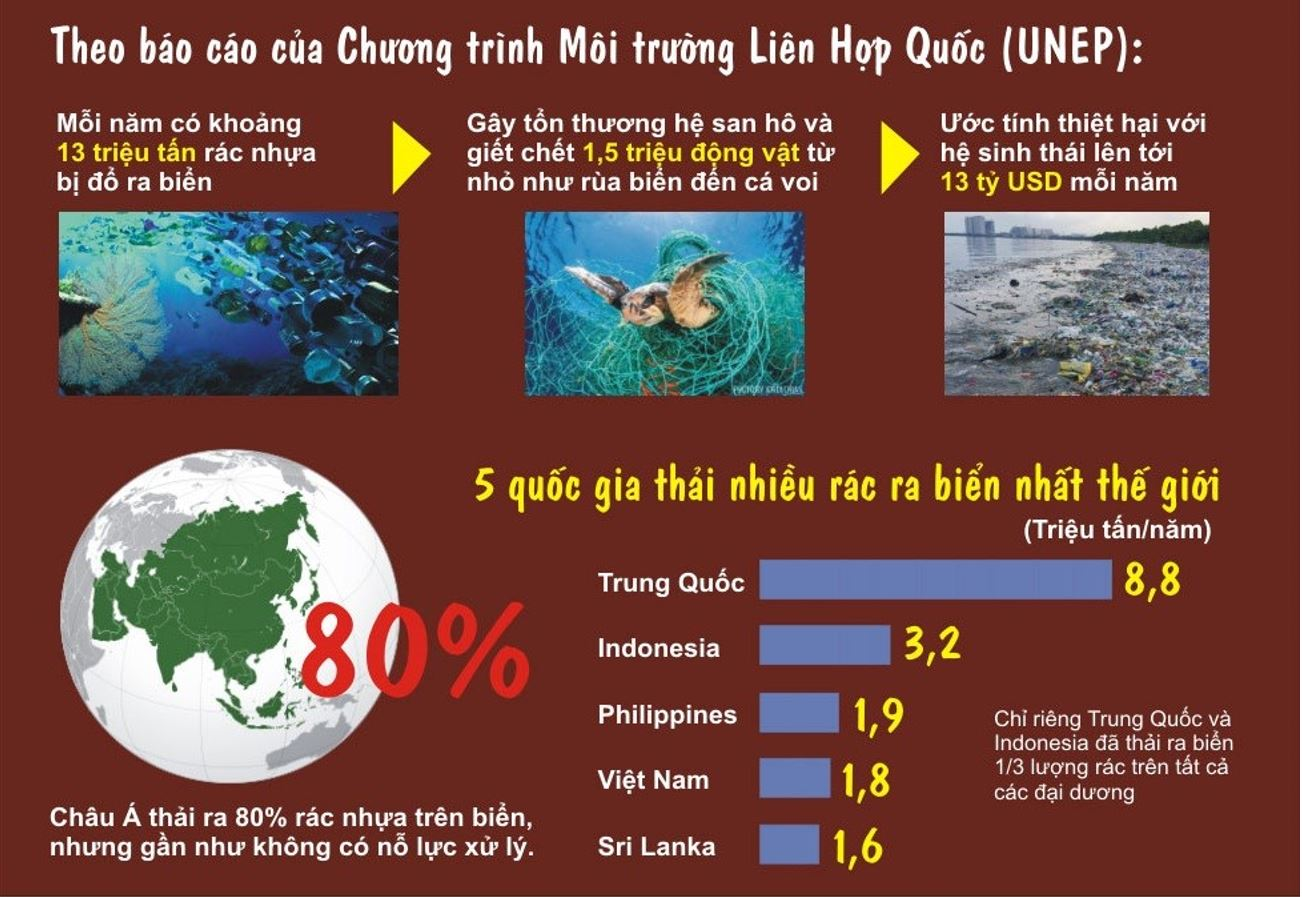 Theo báo cáo của Chương trình Môi trường Liên Hợp Quốc (UNEP):
Mỗi năm có khoảng
13 triệu tấn rác nhựa
bị đổ ra biển
Gây tổn thương hệ san hô và
giết chết 1,5 triệu động vật từ
nhỏ như rùa biển đến cá voi
Ước tính thiệt hại với
hệ sinh thái lên tới
13 tỷ USD mỗi năm
80%
Châu Á thải ra 80% rác nhựa trên biển,
nhưng gần như không có nỗ lực xử lý.
5 quốc gia thải nhiều rác ra biển nhất thế giới
(Triệu tấn/năm)
Trung Quốc 8,8
Indonesia 3,2
Philippines 1,9
Việt Nam 1,8
Sri Lanka 1,6
Chỉ riêng Trung Quốc và
Indonesia đã thải ra biển
1/3 lượng rác trên tất cả
các đại dương